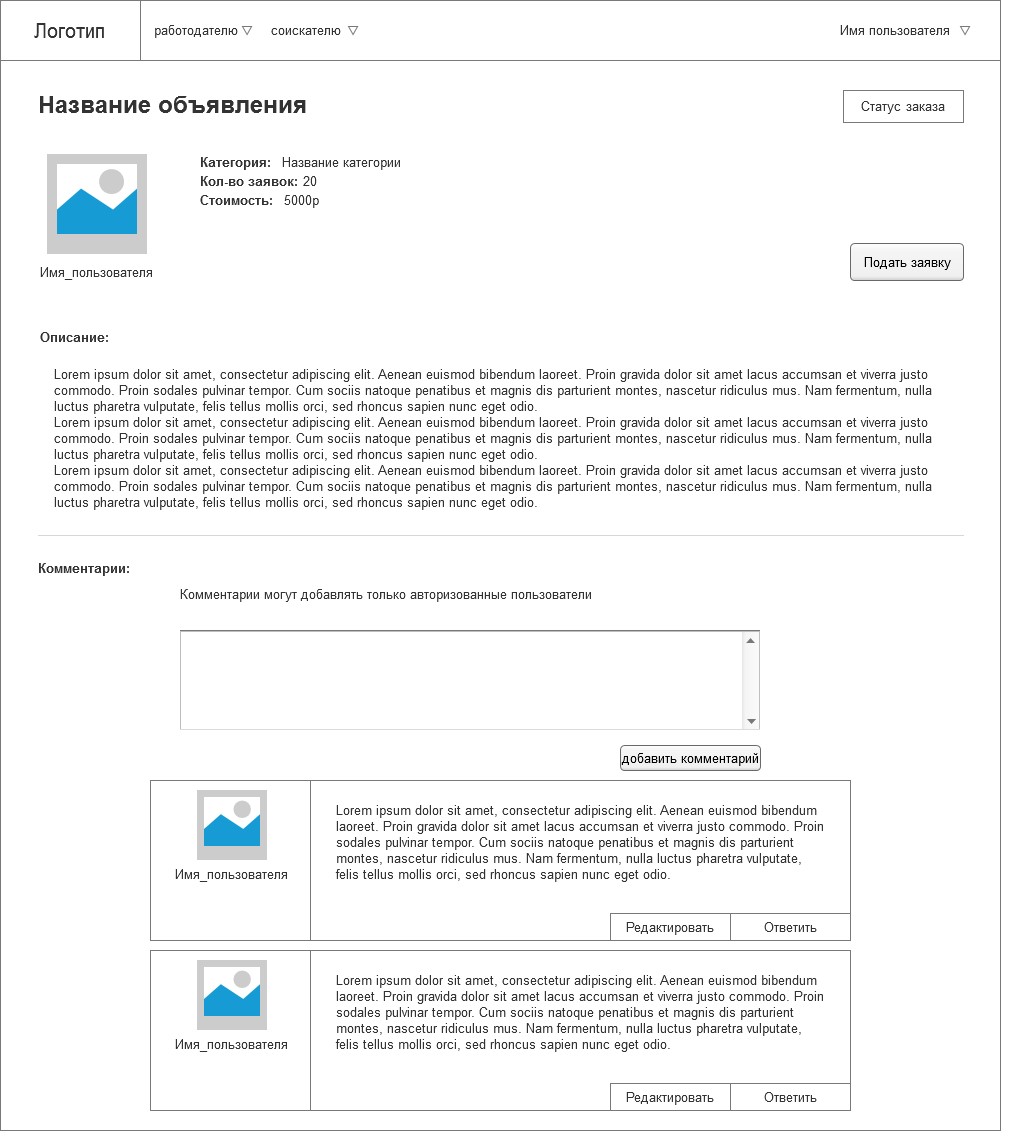 Логотип
работодателю
соискателю
Имя пользователя
Название объявления
Статус заказа
Категория: Название категории
Кол-во заявок: 20
Стоимость: 5000р
Имя_пользователя
Подать заявку
Описание:
Lorem ipsum dolor sit amet, consectetur adipiscing elit. Aenean euismod bibendum laoreet. Proin gravida dolor sit amet lacus accumsan et viverra justo
commodo. Proin sodales pulvinar tempor. Cum sociis natoque penatibus et magnis dis parturient montes, nascetur ridiculus mus. Nam fermentum, nulla
luctus pharetra vulputate, felis tellus mollis orci, sed rhoncus sapien nunc eget odio.
Lorem ipsum dolor sit amet, consectetur adipiscing elit. Aenean euismod bibendum laoreet. Proin gravida dolor sit amet lacus accumsan et viverra justo
commodo. Proin sodales pulvinar tempor. Cum sociis natoque penatibus et magnis dis parturient montes, nascetur ridiculus mus. Nam fermentum, nulla
luctus pharetra vulputate, felis tellus mollis orci, sed rhoncus sapien nunc eget odio.
Lorem ipsum dolor sit amet, consectetur adipiscing elit. Aenean euismod bibendum laoreet. Proin gravida dolor sit amet lacus accumsan et viverra justo
commodo. Proin sodales pulvinar tempor. Cum sociis natoque penatibus et magnis dis parturient montes, nascetur ridiculus mus. Nam fermentum, nulla
luctus pharetra vulputate, felis tellus mollis orci, sed rhoncus sapien nunc eget odio.
Комментарии:
Комментарии могут добавлять только авторизованные пользователи
добавить комментарий
Имя_пользователя
Lorem ipsum dolor sit amet, consectetur adipiscing elit. Aenean euismod bibendum
laoreet. Proin gravida dolor sit amet lacus accumsan et viverra justo commodo. Proin
sodales pulvinar tempor. Cum sociis natoque penatibus et magnis dis parturient
montes, nascetur ridiculus mus. Nam fermentum, nulla luctus pharetra vulputate,
felis tellus mollis orci, sed rhoncus sapien nunc eget odio.
Редактировать
Ответить
Имя_пользователя
Lorem ipsum dolor sit amet, consectetur adipiscing elit. Aenean euismod bibendum
laoreet. Proin gravida dolor sit amet lacus accumsan et viverra justo commodo. Proin
sodales pulvinar tempor. Cum sociis natoque penatibus et magnis dis parturient
montes, nascetur ridiculus mus. Nam fermentum, nulla luctus pharetra vulputate,
felis tellus mollis orci, sed rhoncus sapien nunc eget odio.
Редактировать
Ответить